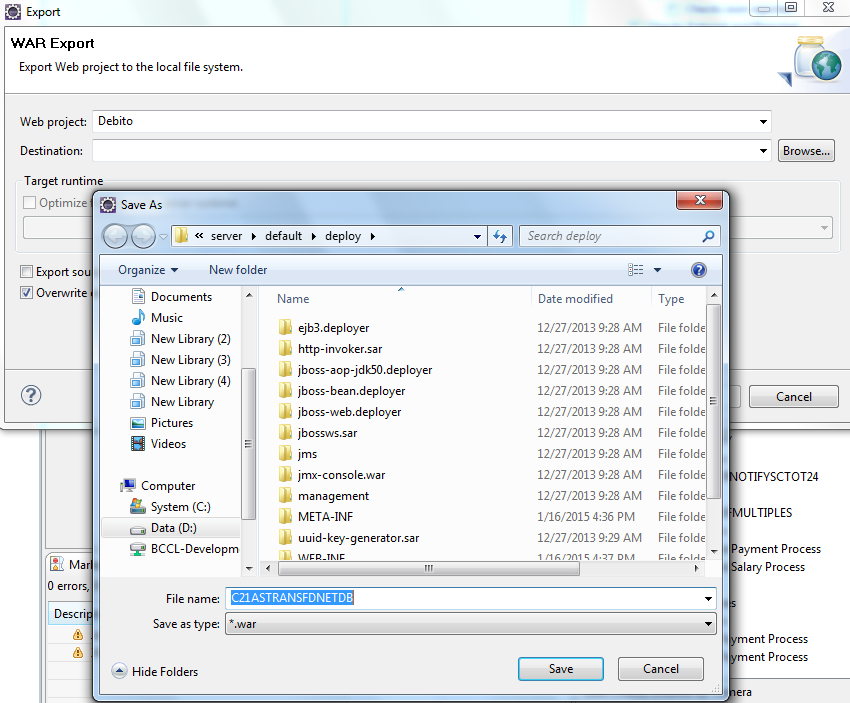 Export
WAR Export
Export Web project to the local file system.
Web project: Debito
Destination: Browse...
Target runtime
Optimize f
Export sou
Overwrite
Cancel
Save As
« server default deploy
Search deploy
Organize New folder
Name Date modified Type
Documents
Music
New Library (2)
New Library (3)
New Library (4)
New Library
Pictures
Videos
Computer
System (C:)
Data (D:)
BCCL-Developm
ejb3.deployer 12/27/2013 9:28 AM File folde
http-invoker.sar 12/27/2013 9:28 AM File folde
jboss-aop-jdk50.deployer 12/27/2013 9:28 AM File folde
jboss-bean.deployer 12/27/2013 9:28 AM File folde
jboss-web.deployer 12/27/2013 9:28 AM File folde
jbossws.sar 12/27/2013 9:28 AM File folde
jms 12/27/2013 9:28 AM File folde
jmx-console.war 12/27/2013 9:28 AM File folde
management 12/27/2013 9:28 AM File folde
META-INF 1/16/2015 4:36 PM File folde
uuid-key-generator.sar 12/27/2013 9:29 AM File folde
WEB-INF 1/16/2015 4:37 PM File folde
File name: C21ASTRANSFDNETDB
Save as type: *.war
Hide Folders Save Cancel
NOTIFYSCTOT24
FMULTIPLES
Payment Process
Salary Process
es
yment Process
yment Process
mera
Mark
0 errors,
Descrip